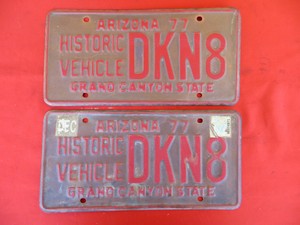 ARIZONA 77
HISTORIC
VEHICLE DKN8
GRAND CANYON STATE
DEC ARIZONA 77
HISTORIC
VEHICLE DKN8
GRAND CANYON STATE